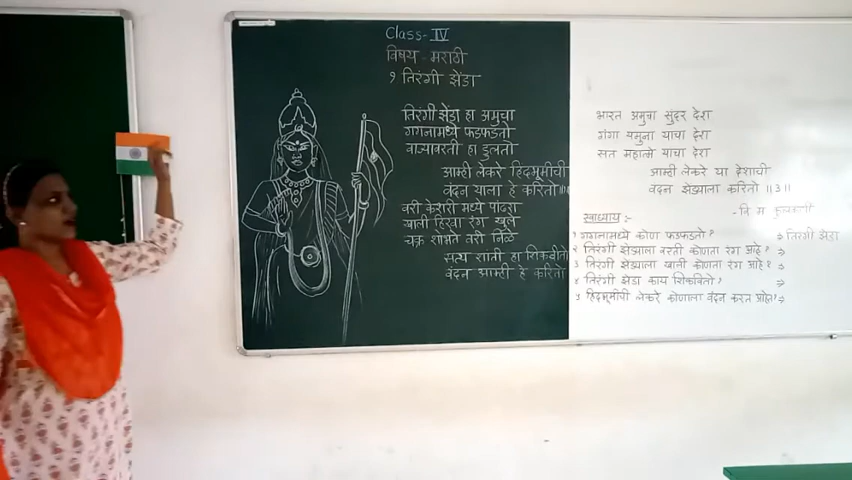 Class-IV
विषय - मराठी
१ तिरंगी झेंडा
तिरंगी झेंडा हा अमुचा
गगनामध्ये फडफडतो
वाऱ्यावरती हा डुलतो
आम्ही लेकरे हिंदभूमीची
वंदन याला हे करितो ॥१॥
वरी केशरी मध्ये पांढरा
खाली हिरवा रंग खुले
चक्र शोभते वरी निळे
सत्य शांती हा शिकवीतो
वंदन आम्ही हे करितो
भारत अमुचा सुंदर देश
गंगा यमुना याचा देश
संत महात्मे याचा देश
आम्ही लेकरे या देशाची
वंदन झेंड्याला करितो ॥३॥
- वि म कुलकर्णी
स्वाध्याय :-
१ गगनामध्ये कोण फडफडतो? ⇒ तिरंगी झेंडा
२ तिरंगी झेंड्याला वरती कोणता रंग आहे? ⇒
३ तिरंगी झेंड्याला खाली कोणता रंग आहे? ⇒
४ तिरंगी झेंडा काय शिकवितो? ⇒
५ हिंदभूमीची लेकरे कोणाला वंदन करत आहेत? ⇒